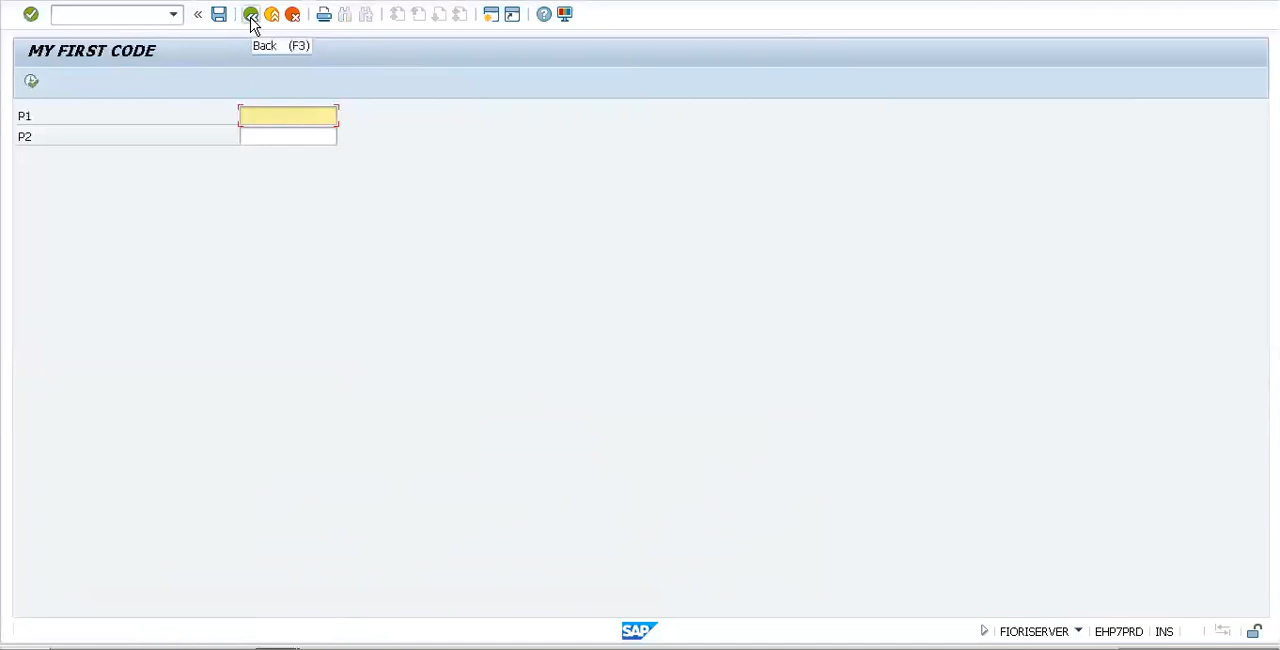 Back (F3)
MY FIRST CODE
P1
P2
SAP
FIORISERVER EHP7PRD INS